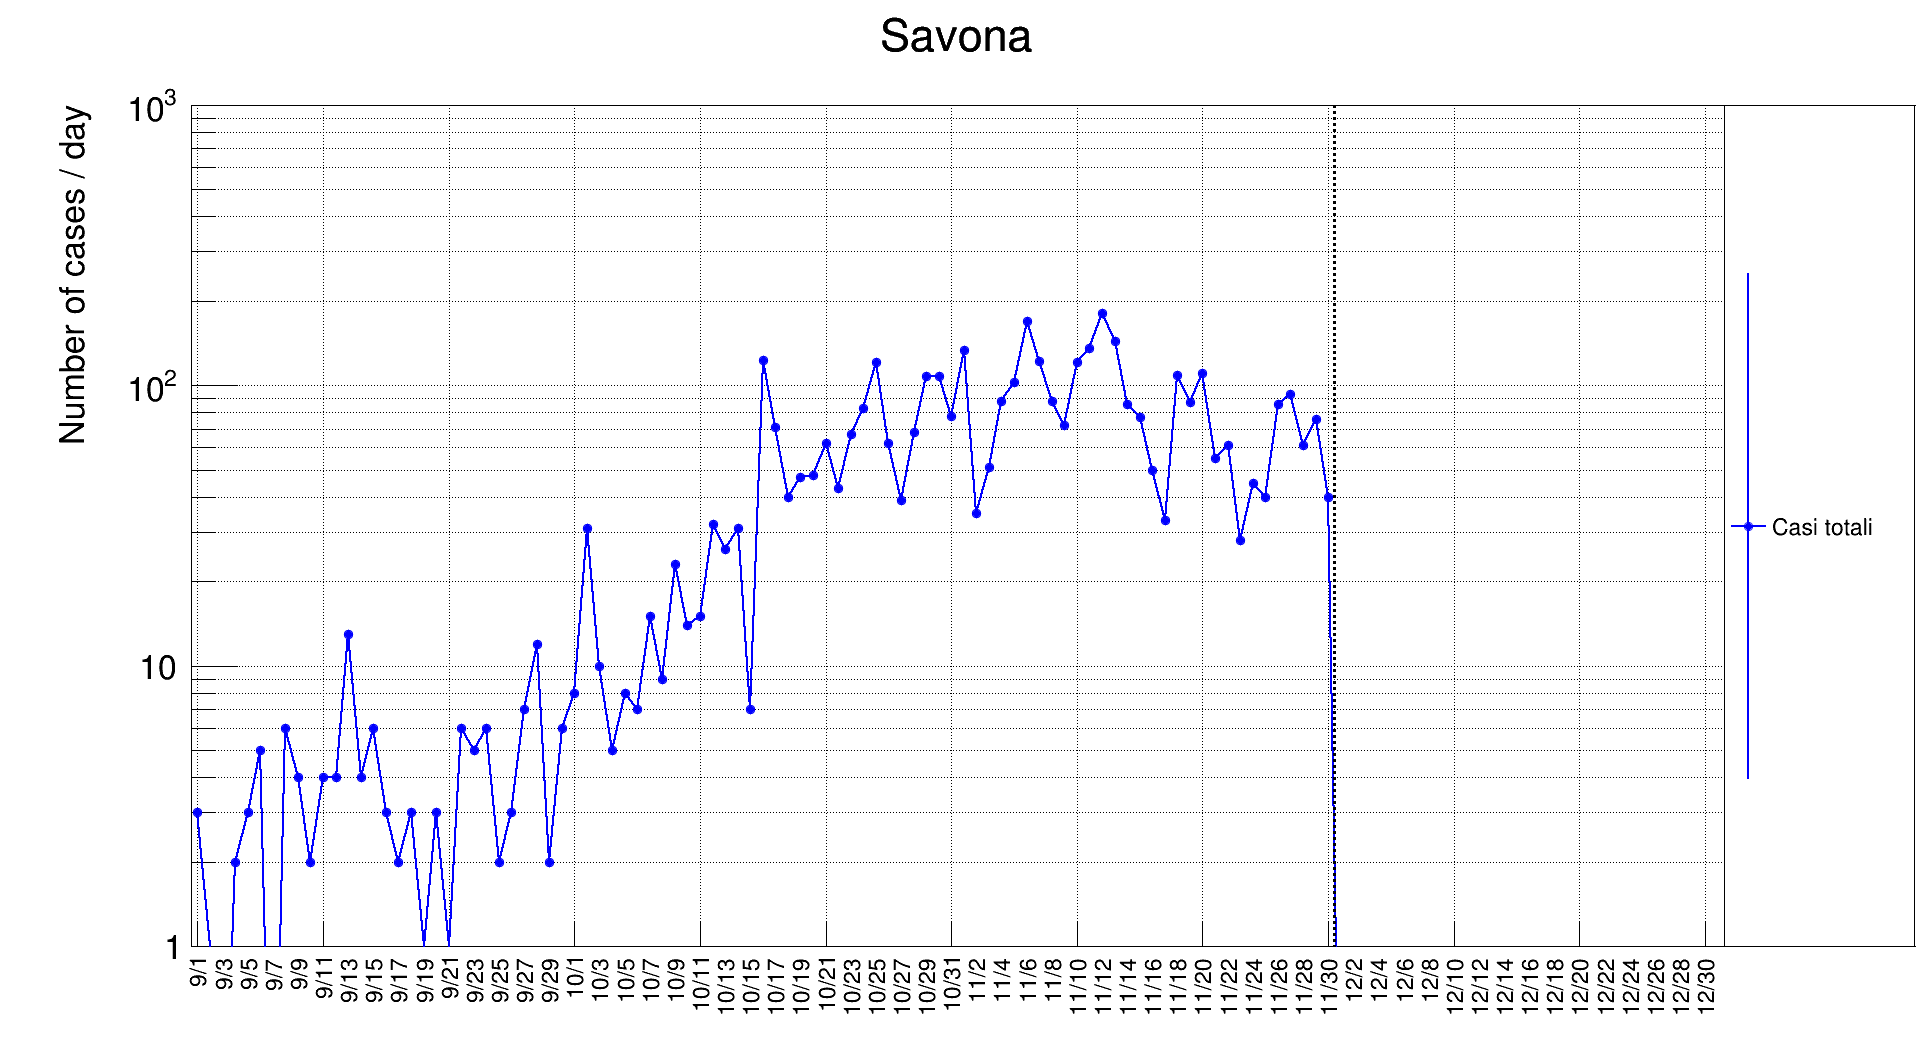 Savona
Number of cases / day
10³
10²
10
1
9/1 9/3 9/5 9/7 9/9 9/11 9/13 9/15 9/17 9/19 9/21 9/23 9/25 9/27 9/29 10/1 10/3 10/5 10/7 10/9 10/11 10/13 10/15 10/17 10/19 10/21 10/23 10/25 10/27 10/29 10/31 11/2 11/4 11/6 11/8 11/10 11/12 11/14 11/16 11/18 11/20 11/22 11/24 11/26 11/28 11/30 12/2 12/4 12/6 12/8 12/10 12/12 12/14 12/16 12/18 12/20 12/22 12/24 12/26 12/28 12/30
Casi totali